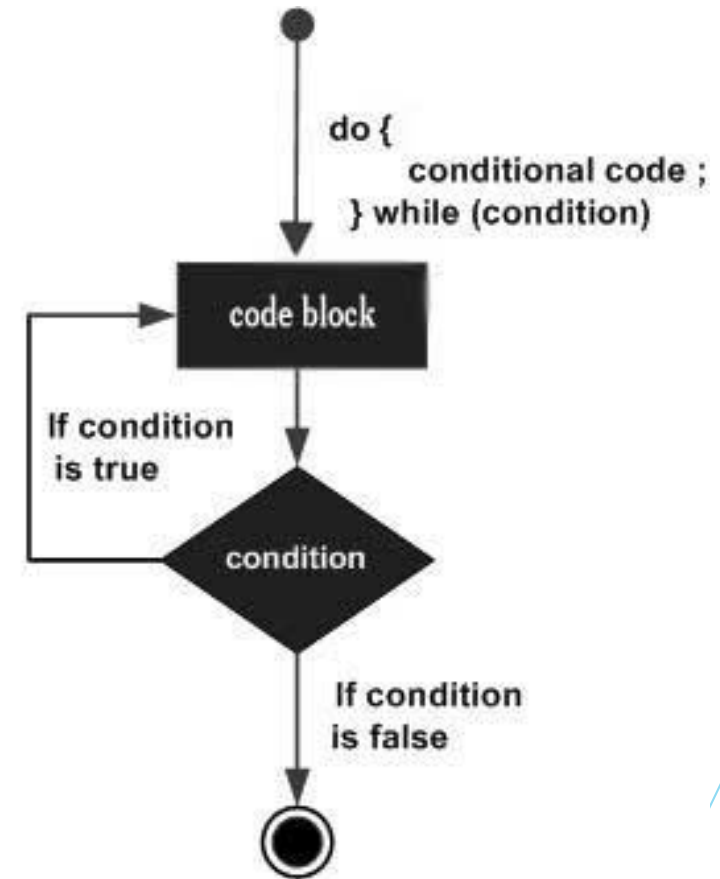 do {
conditional code ;
} while (condition)
code block
If condition
is true
condition
If condition
is false